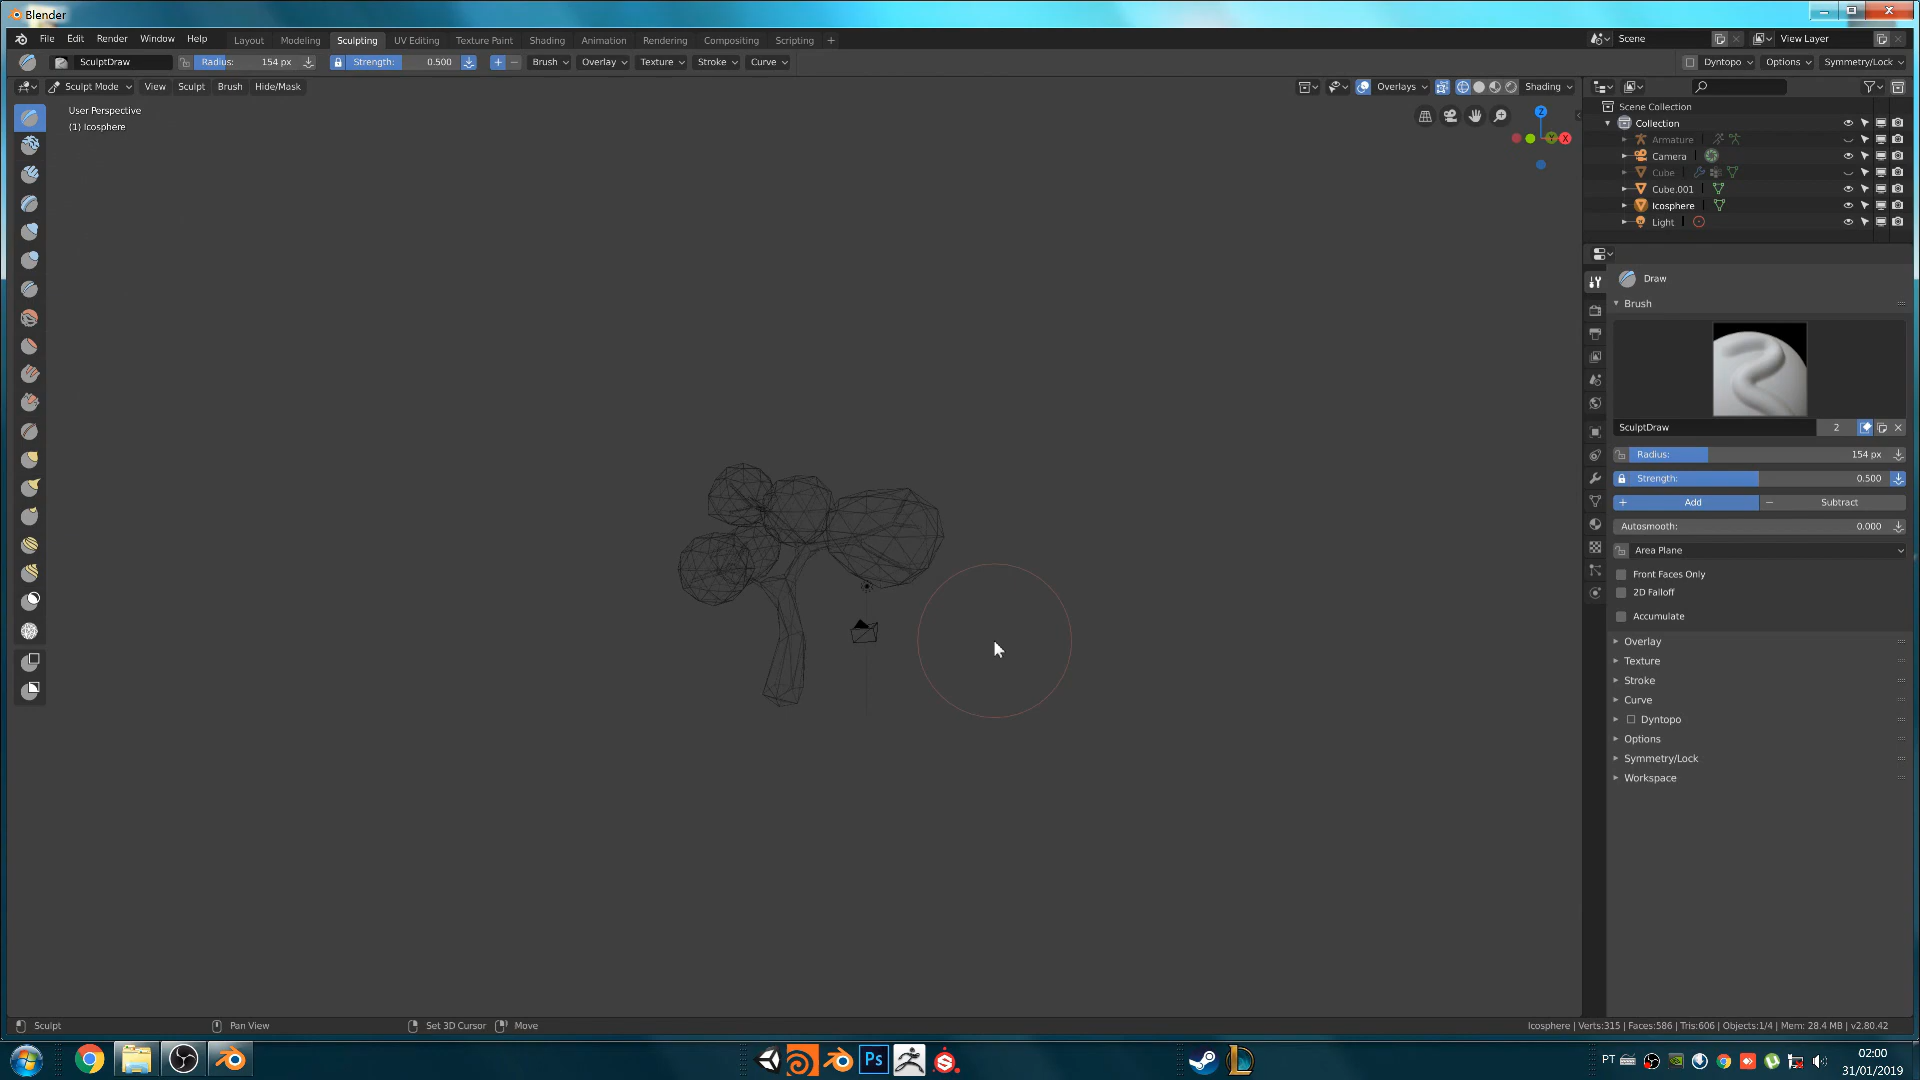 Blender
File Edit Render Window Help Layout Modeling Sculpting UV Editing Texture Paint Shading Animation Rendering Compositing Scripting + Scene View Layer
SculptDraw Radius: 154 px Strength: 0.500 Brush Overlay Texture Stroke Curve Dyntopo Options Symmetry/Lock
Sculpt Mode View Sculpt Brush Hide/Mask Overlays Shading
User Perspective
(1) Icosphere
Z
Y
X
Scene Collection
Collection
Armature
Camera
Cube
Cube.001
Icosphere
Light
Draw
Brush
SculptDraw 2
Radius: 154 px
Strength: 0.500
Add Subtract
Autosmooth: 0.000
Area Plane
Front Faces Only
2D Falloff
Accumulate
Overlay
Texture
Stroke
Curve
Dyntopo
Options
Symmetry/Lock
Workspace
Sculpt Pan View Set 3D Cursor Move Icosphere | Verts:315 | Faces:586 | Tris:606 | Objects:1/4 | Mem: 28.4 MB | v2.80.42
Ps
PT
02:00
31/01/2019